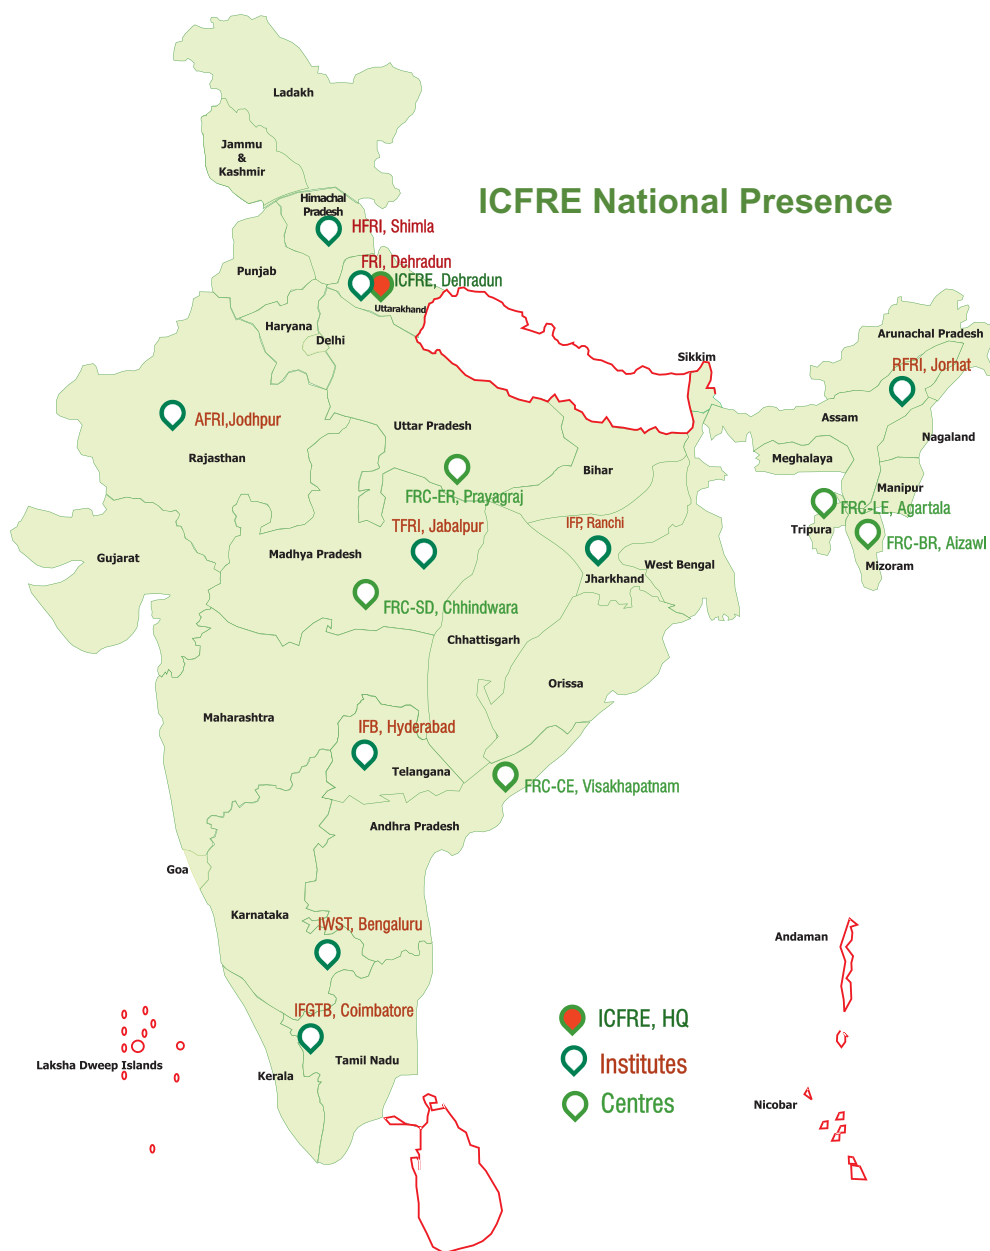 Ladakh
Jammu
&
Kashmir
ICFRE National Presence
Himachal
Pradesh
HFRI, Shimla
FRI, Dehradun
Punjab
ICFRE, Dehradun
Uttarakhand
Haryana
Delhi
Arunachal Pradesh
Sikkim
RFRI, Jorhat
AFRI,Jodhpur
Uttar Pradesh
Assam
Nagaland
Rajasthan
Meghalaya
Bihar
Manipur
FRC-ER, Prayagraj
FRC-LE, Agartala
TFRI, Jabalpur
IFP, Ranchi
Tripura
FRC-BR, Aizawl
Madhya Pradesh
Gujarat
West Bengal
Mizoram
Jharkhand
FRC-SD, Chhindwara
Chhattisgarh
Orissa
Maharashtra
IFB, Hyderabad
Telangana
FRC-CE, Visakhapatnam
Andhra Pradesh
Goa
Karnataka
IWST, Bengaluru
Andaman
IFGTB, Coimbatore
ICFRE, HQ
Laksha Dweep Islands
Tamil Nadu
Institutes
Kerala
Centres
Nicobar